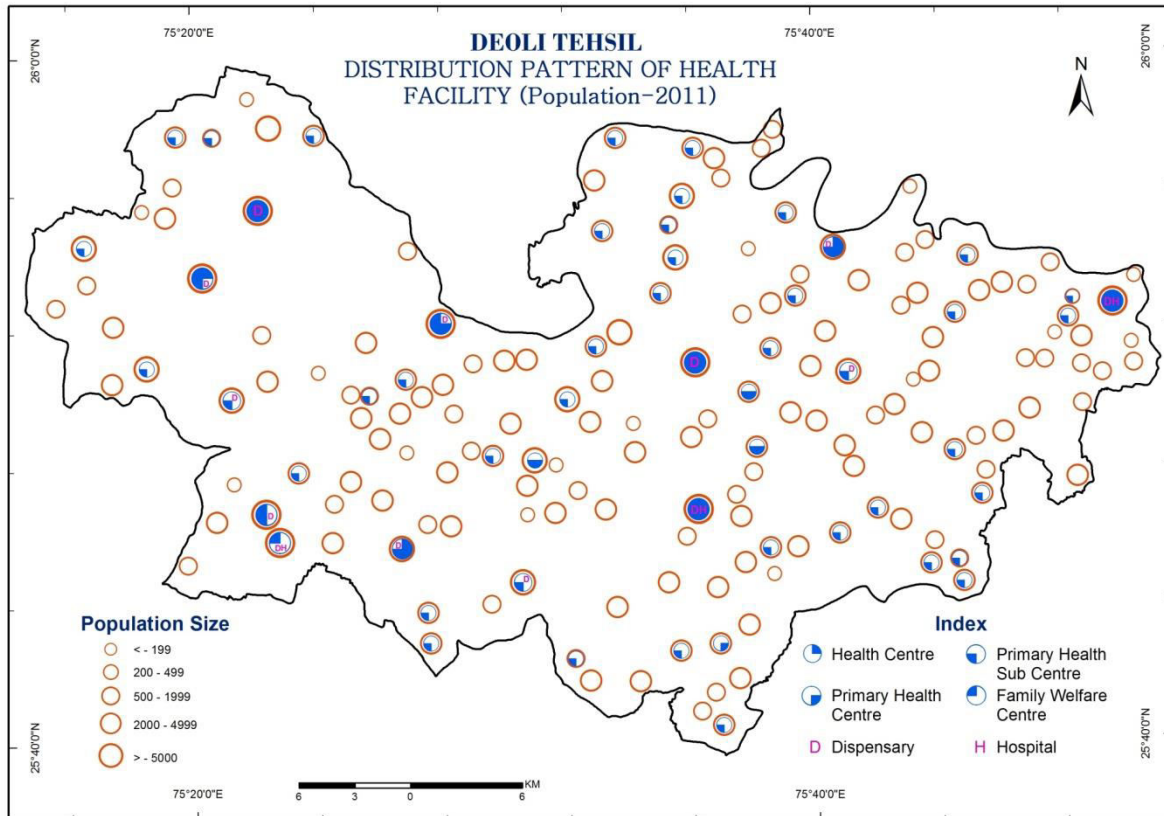 75°20'0"E
75°40'0"E
26°0'0"N
26°0'0"N
DEOLI TEHSIL
DISTRIBUTION PATTERN OF HEALTH
FACILITY (Population-2011)
N
D
D
D
D
DH
D
D
D
D
DH
DH
D
D
Population Size
< - 199
200 - 499
500 - 1999
2000 - 4999
> - 5000
Index
Health Centre
Primary Health
Sub Centre
Primary Health
Centre
Family Welfare
Centre
D Dispensary
H Hospital
25°40'0"N
25°40'0"N
6 3 0 6
KM
75°20'0"E
75°40'0"E